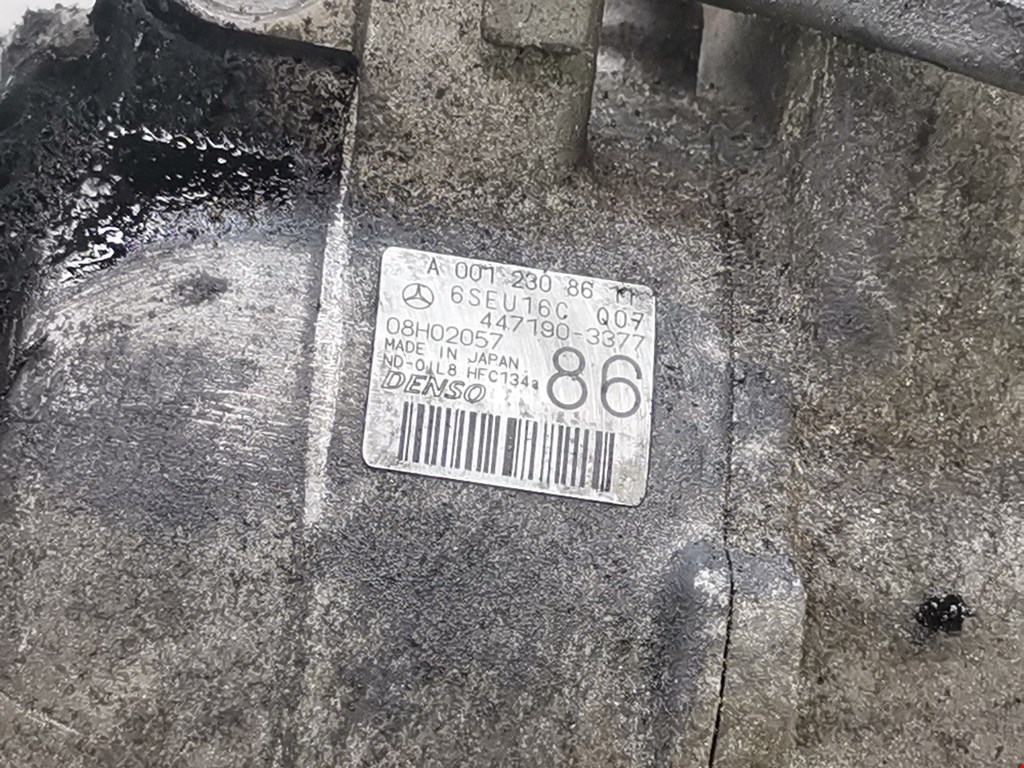 A 001 230 86 11
6SEU16C Q07
447190-3377
08H02057
MADE IN JAPAN
ND-OIL8 HFC134a
86
DENSO